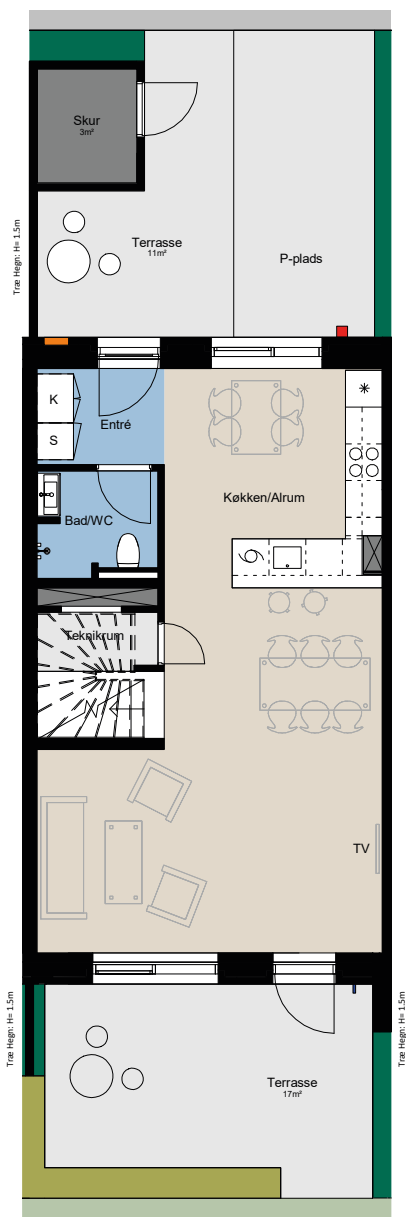 Skur
3m²
Træ Hegn: H= 1.5m
Terrasse
11m²
P-plads
K
S
Entré
Køkken/Alrum
Bad/WC
Teknikrum
TV
Træ Hegn: H= 1.5m
Træ Hegn: H= 1.5m
Terrasse
17m²